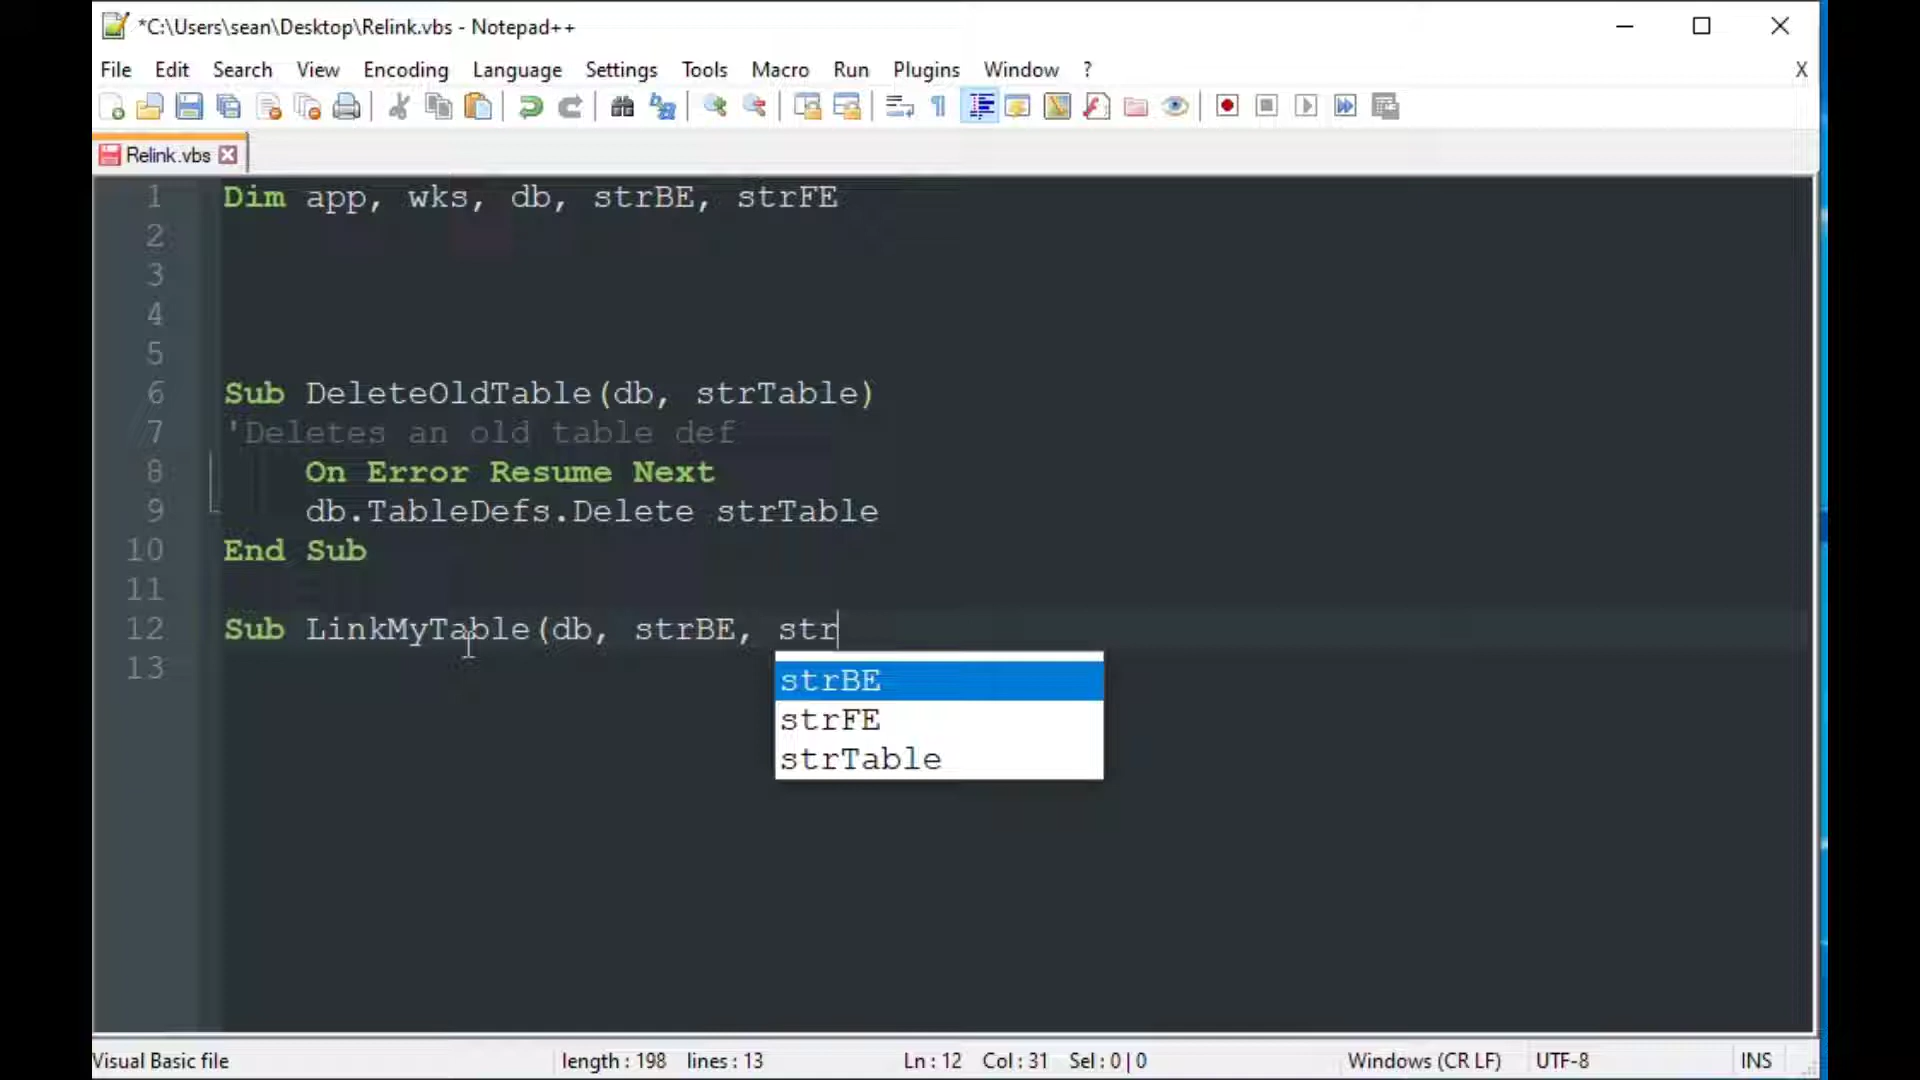 *C:\Users\sean\Desktop\Relink.vbs - Notepad++
File Edit Search View Encoding Language Settings Tools Macro Run Plugins Window ? X
Relink.vbs
1 Dim app, wks, db, strBE, strFE
2
3
4
5
6 Sub DeleteOldTable(db, strTable)
7 'Deletes an old table def
8 On Error Resume Next
9 db.TableDefs.Delete strTable
10 End Sub
11
12 Sub LinkMyTable(db, strBE, str
13
strBE
strFE
strTable
Visual Basic file length : 198 lines : 13 Ln : 12 Col : 31 Sel : 0 | 0 Windows (CR LF) UTF-8 INS